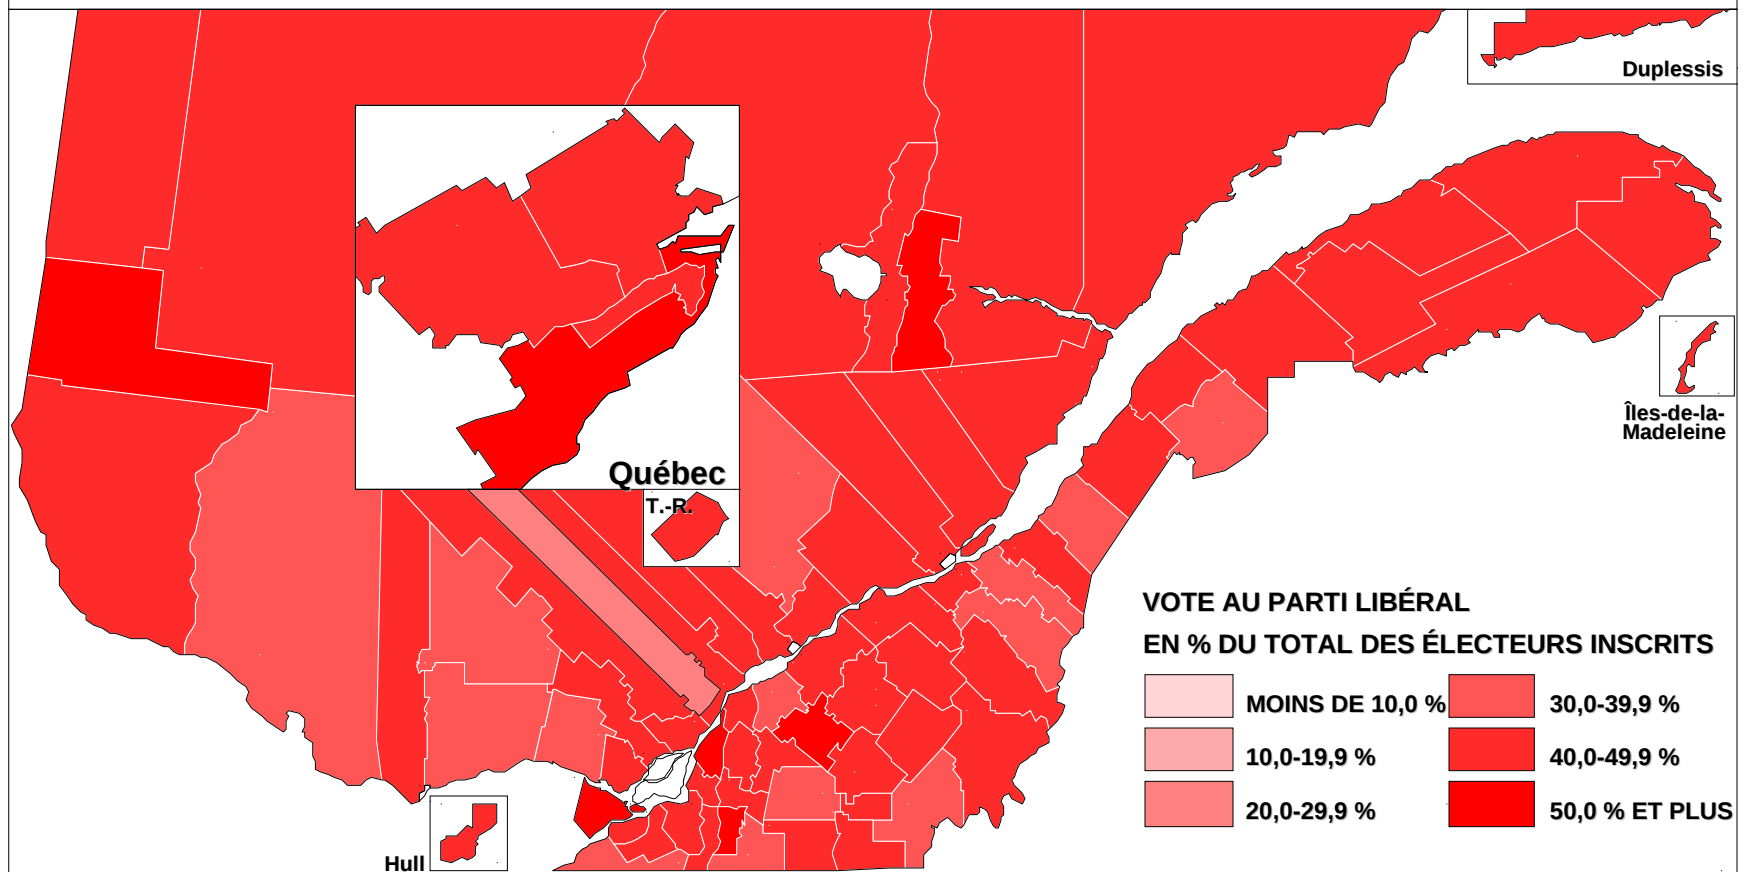 Duplessis
Québec
T.-R.
Îles-de-la-
Madeleine
VOTE AU PARTI LIBÉRAL
EN % DU TOTAL DES ÉLECTEURS INSCRITS
MOINS DE 10,0 %
30,0-39,9 %
10,0-19,9 %
40,0-49,9 %
20,0-29,9 %
50,0 % ET PLUS
Hull